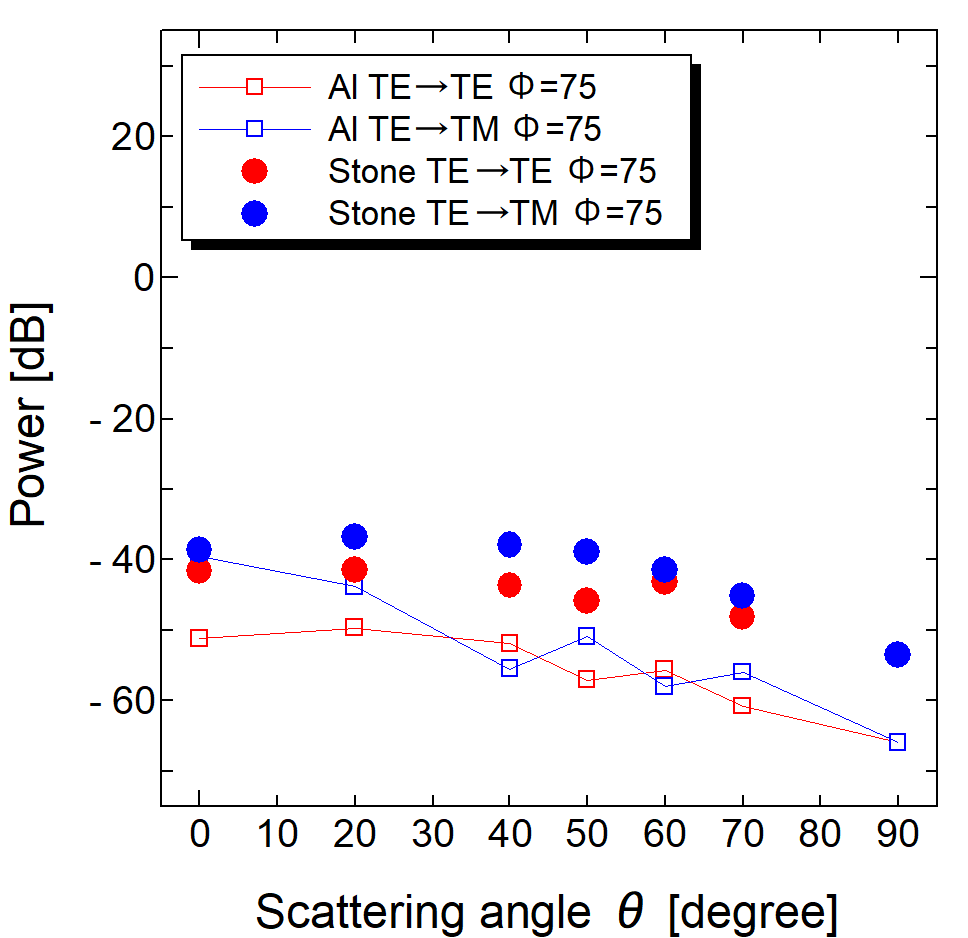 Al TE→TE Φ=75
Al TE→TM Φ=75
Stone TE→TE Φ=75
Stone TE→TM Φ=75
20
0
- 20
- 40
- 60
Power [dB]
0 10 20 30 40 50 60 70 80 90
Scattering angle θ [degree]